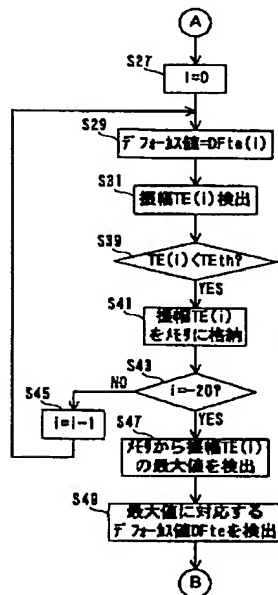 A
S27
i=0
S29
デフォーカス値=DFta(i)
S31
振幅TE(i)検出
S39
TE(i)<TEth?
YES
S41
振幅TE(i)
をメモリに格納
S43
i=-20?
NO
S45
i=i-1
YES
S47
メモリから振幅TE(i)
の最大値を検出
S49
最大値に対応する
デフォーカス値DFteを検出
B